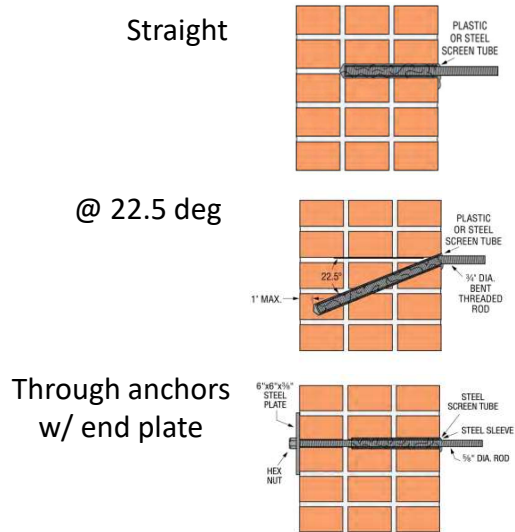 Straight
PLASTIC
OR STEEL
SCREEN TUBE
@ 22.5 deg
PLASTIC
OR STEEL
SCREEN TUBE
22.5°
1" MAX.
¾" DIA.
BENT
THREADED
ROD
Through anchors
w/ end plate
6"x6"x⅜"
STEEL
PLATE
HEX
NUT
STEEL
SCREEN TUBE
STEEL SLEEVE
⅝" DIA. ROD